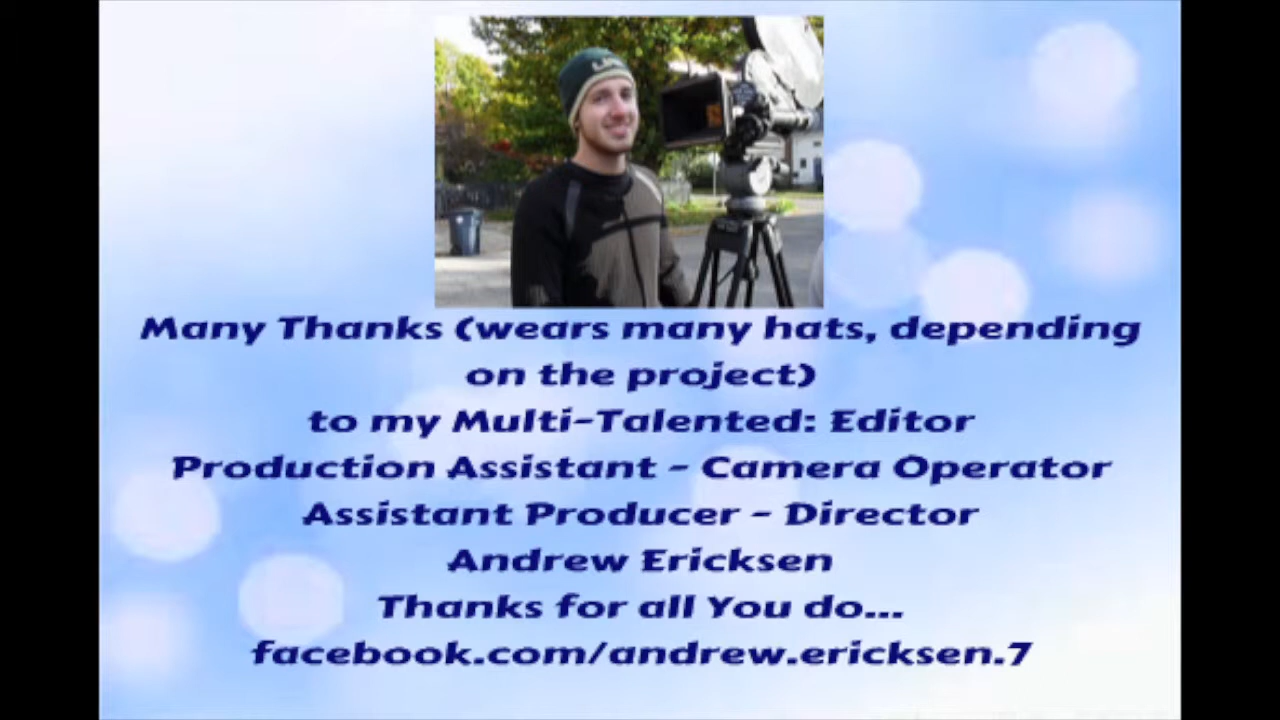 Many Thanks (wears many hats, depending
on the project)
to my Multi-Talented: Editor
Production Assistant - Camera Operator
Assistant Producer - Director
Andrew Ericksen
Thanks for all You do...
facebook.com/andrew.ericksen.7